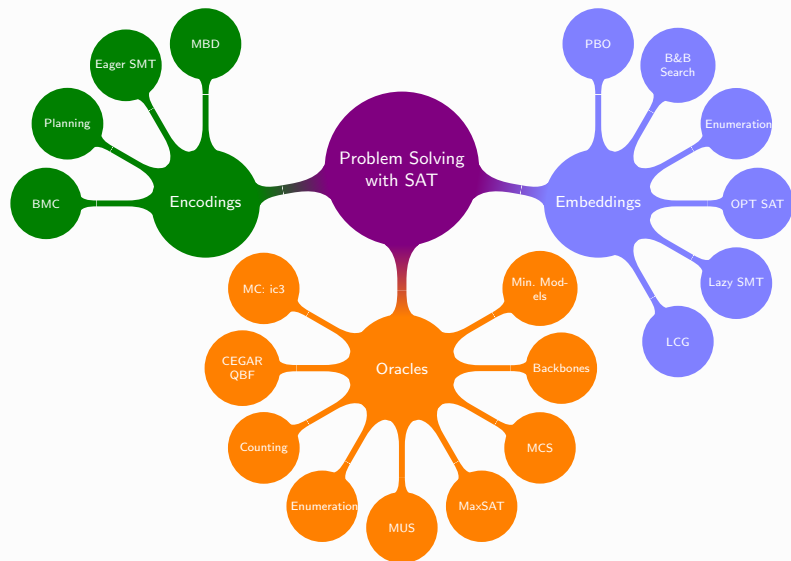 Problem Solving
with SAT
Encodings
MBD
Eager SMT
Planning
BMC
Embeddings
PBO
B&B
Search
Enumeration
OPT SAT
Lazy SMT
LCG
Oracles
MC: ic3
CEGAR
QBF
Counting
Enumeration
MUS
MaxSAT
MCS
Backbones
Min. Mod-
els